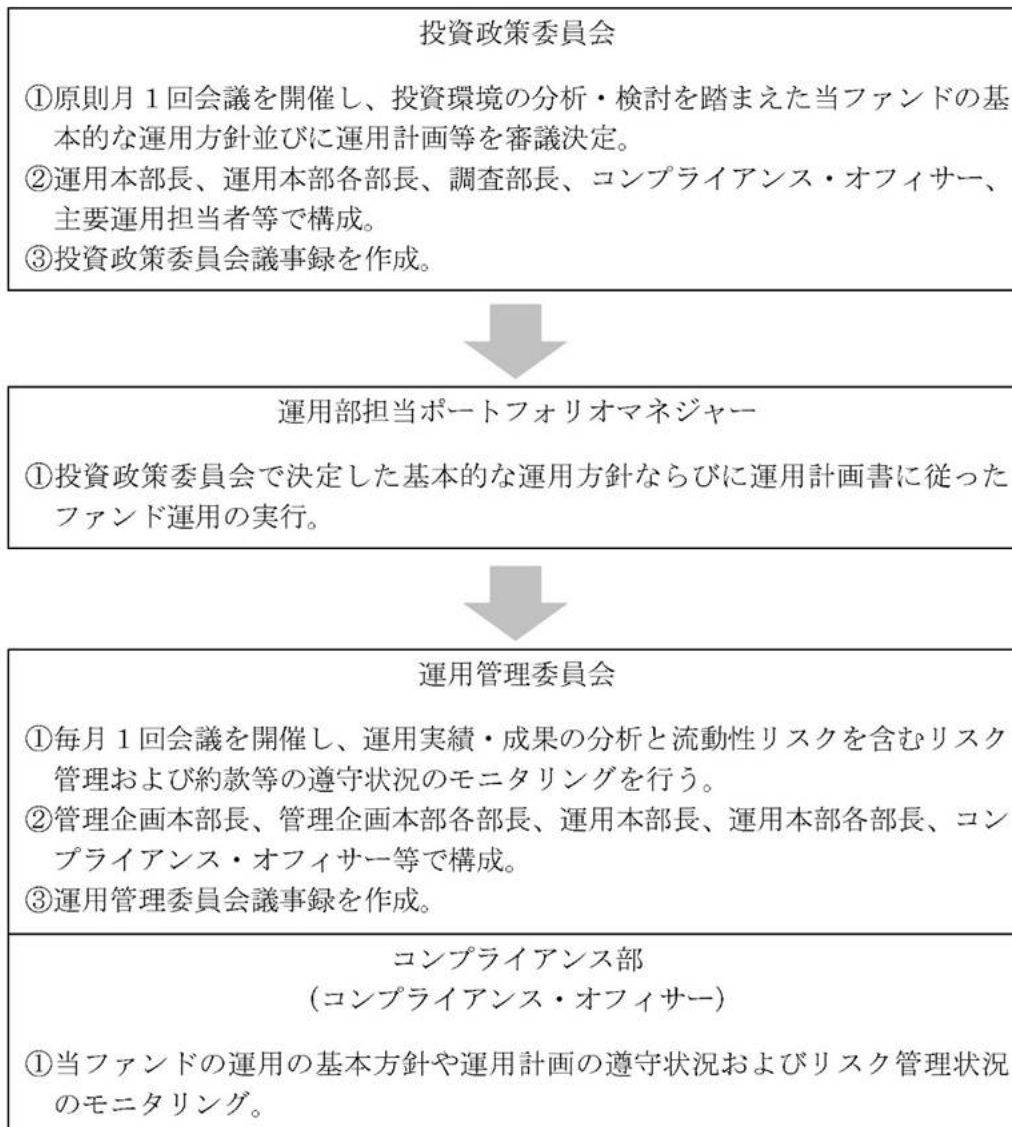 投資政策委員会
①原則月1回会議を開催し、投資環境の分析・検討を踏まえた当ファンドの基
本的な運用方針並びに運用計画等を審議決定。
②運用本部長、運用本部各部長、調査部長、コンプライアンス・オフィサー、
主要運用担当者等で構成。
③投資政策委員会議事録を作成。
運用部担当ポートフォリオマネジャー
①投資政策委員会で決定した基本的な運用方針ならびに運用計画書に従った
ファンド運用の実行。
運用管理委員会
①毎月1回会議を開催し、運用実績・成果の分析と流動性リスクを含むリスク
管理および約款等の遵守状況のモニタリングを行う。
②管理企画本部長、管理企画本部各部長、運用本部長、運用本部各部長、コン
プライアンス・オフィサー等で構成。
③運用管理委員会議事録を作成。
コンプライアンス部
(コンプライアンス・オフィサー)
①当ファンドの運用の基本方針や運用計画の遵守状況およびリスク管理状況
のモニタリング。